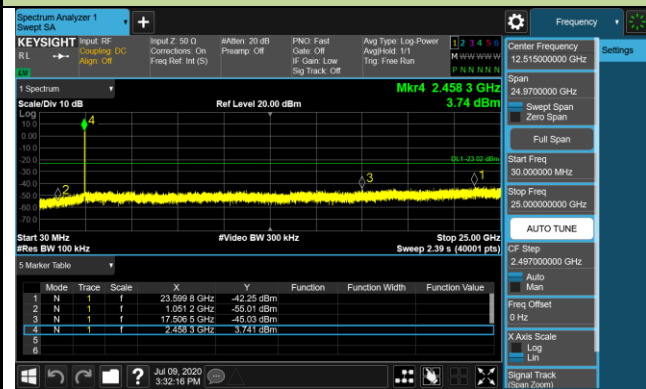 Spectrum Analyzer 1
Swept SA
Frequency
KEYSIGHT
RL
LNI
Input: RF
Coupling: DC
Align: Off
Input Z: 50 Ω
Corrections: On
Freq Ref: Int (S)
#Atten: 20 dB
Preamp: Off
PNO: Fast
Gate: Off
IF Gain: Low
Sig Track: Off
Avg Type: Log-Power
Avg|Hold: 1/1
Trig: Free Run
1 2 3 4 5 6
M W W W W W
P N N N N N
Center Frequency
12.515000000 GHz
Settings
1 Spectrum
Mkr4 2.458 3 GHz
Scale/Div 10 dB
Ref Level 20.00 dBm
3.74 dBm
Span
24.9700000 GHz
Swept Span
Zero Span
Log
10.0
0.00
-10.0
-20.0
-30.0
-40.0
-50.0
-60.0
-70.0
4
DL1 -23.02 dBm
2
3
1
Full Span
Start Freq
30.000000 MHz
Stop Freq
25.000000000 GHz
AUTO TUNE
Start 30 MHz
#Video BW 300 kHz
Stop 25.00 GHz
#Res BW 100 kHz
Sweep 2.39 s (40001 pts)
CF Step
2.497000000 GHz
Auto
Man
5 Marker Table
Mode Trace Scale X Y Function Function Width Function Value
1 N 1 f 23.599 8 GHz -42.25 dBm
2 N 1 f 1.051 2 GHz -55.01 dBm
3 N 1 f 17.506 5 GHz -45.03 dBm
4 N 1 f 2.458 3 GHz 3.741 dBm
5
6
Freq Offset
0 Hz
X Axis Scale
Log
Lin
Signal Track
(Span Zoom)
?
Jul 09, 2020
3:32:16 PM